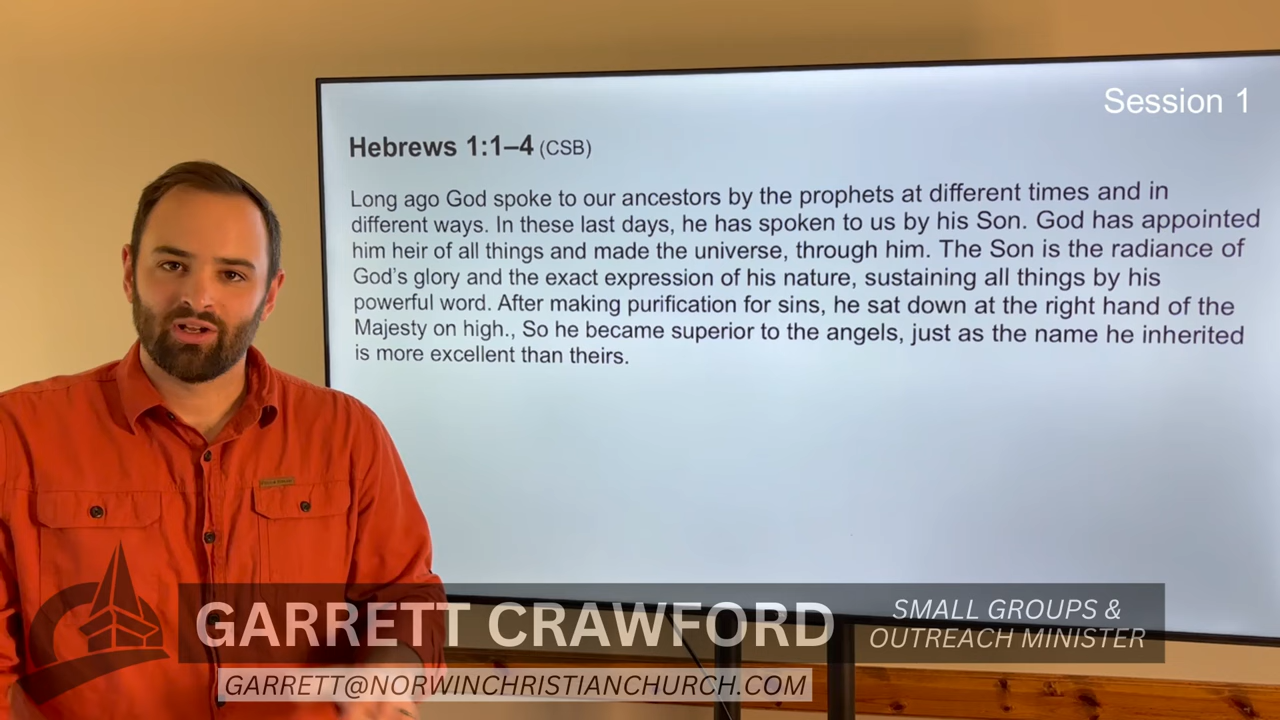 Session 1
Hebrews 1:1–4 (CSB)
Long ago God spoke to our ancestors by the prophets at different times and in
different ways. In these last days, he has spoken to us by his Son. God has appointed
him heir of all things and made the universe, through him. The Son is the radiance of
God's glory and the exact expression of his nature, sustaining all things by his
powerful word. After making purification for sins, he sat down at the right hand of the
Majesty on high., So he became superior to the angels, just as the name he inherited
is more excellent than theirs.
GARRETT CRAWFORD
SMALL GROUPS &
OUTREACH MINISTER
GARRETT@NORWINCHRISTIANCHURCH.COM